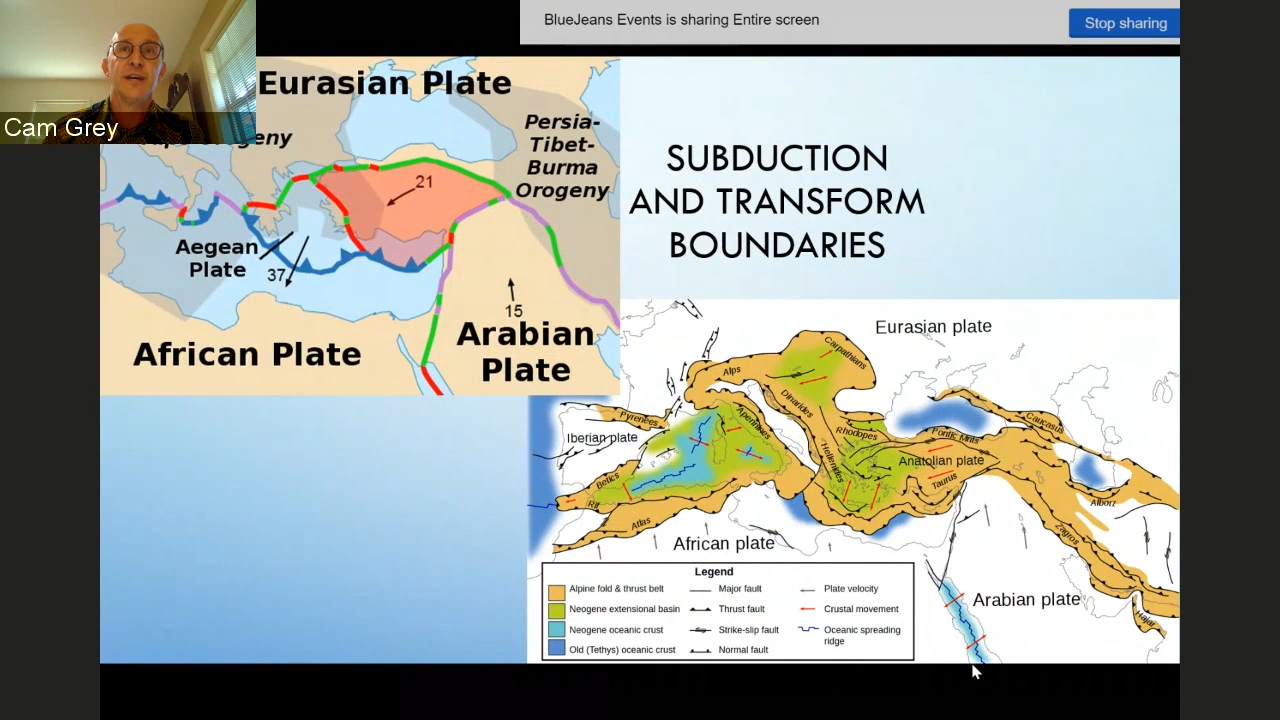 BlueJeans Events is sharing Entire screen
Stop sharing
Cam Grey
Eurasian Plate
Persia-
Tibet-
Burma
Orogeny
21
Aegean
Plate
37
15
African Plate
Arabian
Plate
SUBDUCTION
AND TRANSFORM
BOUNDARIES
Eurasian plate
Carpathians
Alps
Dinarides
Pyrenees
Apennines
Iberian plate
Rhodopes
Pontic Mnts
Caucasus
Hellenides
Anatolian plate
Taurus
Betics
Rif
Atlas
Alborz
Zagros
African plate
Arabian plate
Hajar
Legend
Alpine fold & thrust belt
Major fault
Plate velocity
Neogene extensional basin
Thrust fault
Crustal movement
Neogene oceanic crust
Strike-slip fault
Oceanic spreading
ridge
Old (Tethys) oceanic crust
Normal fault